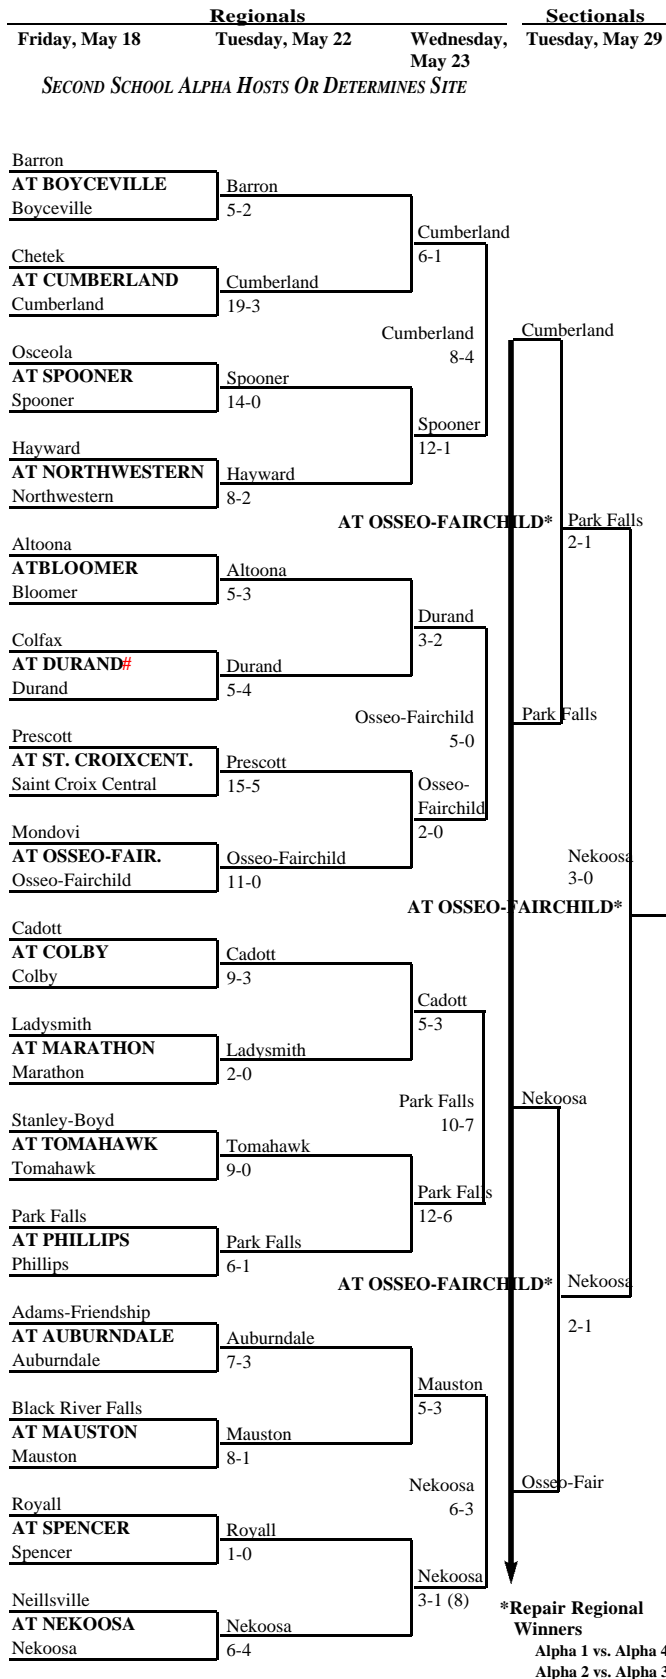 Regionals
Sectionals
Friday, May 18
Tuesday, May 22
Wednesday,
May 23
Tuesday, May 29
SECOND SCHOOL ALPHA HOSTS OR DETERMINES SITE
Barron
AT BOYCEVILLE
Boyceville
Barron
5-2
Chetek
AT CUMBERLAND
Cumberland
Cumberland
19-3
Cumberland
6-1
Osceola
AT SPOONER
Spooner
Spooner
14-0
Hayward
AT NORTHWESTERN
Northwestern
Hayward
8-2
Spooner
12-1
Cumberland
8-4
Altoona
ATBLOOMER
Bloomer
Altoona
5-3
Colfax
AT DURAND#
Durand
Durand
5-4
Durand
3-2
Prescott
AT ST. CROIXCENT.
Saint Croix Central
Prescott
15-5
Mondovi
AT OSSEO-FAIR.
Osseo-Fairchild
Osseo-Fairchild
11-0
Osseo-
Fairchild
2-0
Osseo-Fairchild
5-0
Cadott
AT COLBY
Colby
Cadott
9-3
Ladysmith
AT MARATHON
Marathon
Ladysmith
2-0
Cadott
5-3
Stanley-Boyd
AT TOMAHAWK
Tomahawk
Tomahawk
9-0
Park Falls
AT PHILLIPS
Phillips
Park Falls
6-1
Park Falls
12-6
Park Falls
10-7
Adams-Friendship
AT AUBURNDALE
Auburndale
Auburndale
7-3
Black River Falls
AT MAUSTON
Mauston
Mauston
8-1
Mauston
5-3
Royall
AT SPENCER
Spencer
Royall
1-0
Neillsville
AT NEKOOSA
Nekoosa
Nekoosa
6-4
Nekoosa
3-1 (8)
Nekoosa
6-3
Cumberland
AT OSSEO-FAIRCHILD*
Park Falls
2-1
Park Falls
Nekoosa
3-0
AT OSSEO-FAIRCHILD*
Nekoosa
AT OSSEO-FAIRCHILD*
Nekoosa
2-1
Osseo-Fair
*Repair Regional
Winners
Alpha 1 vs. Alpha 4
Alpha 2 vs. Alpha 3